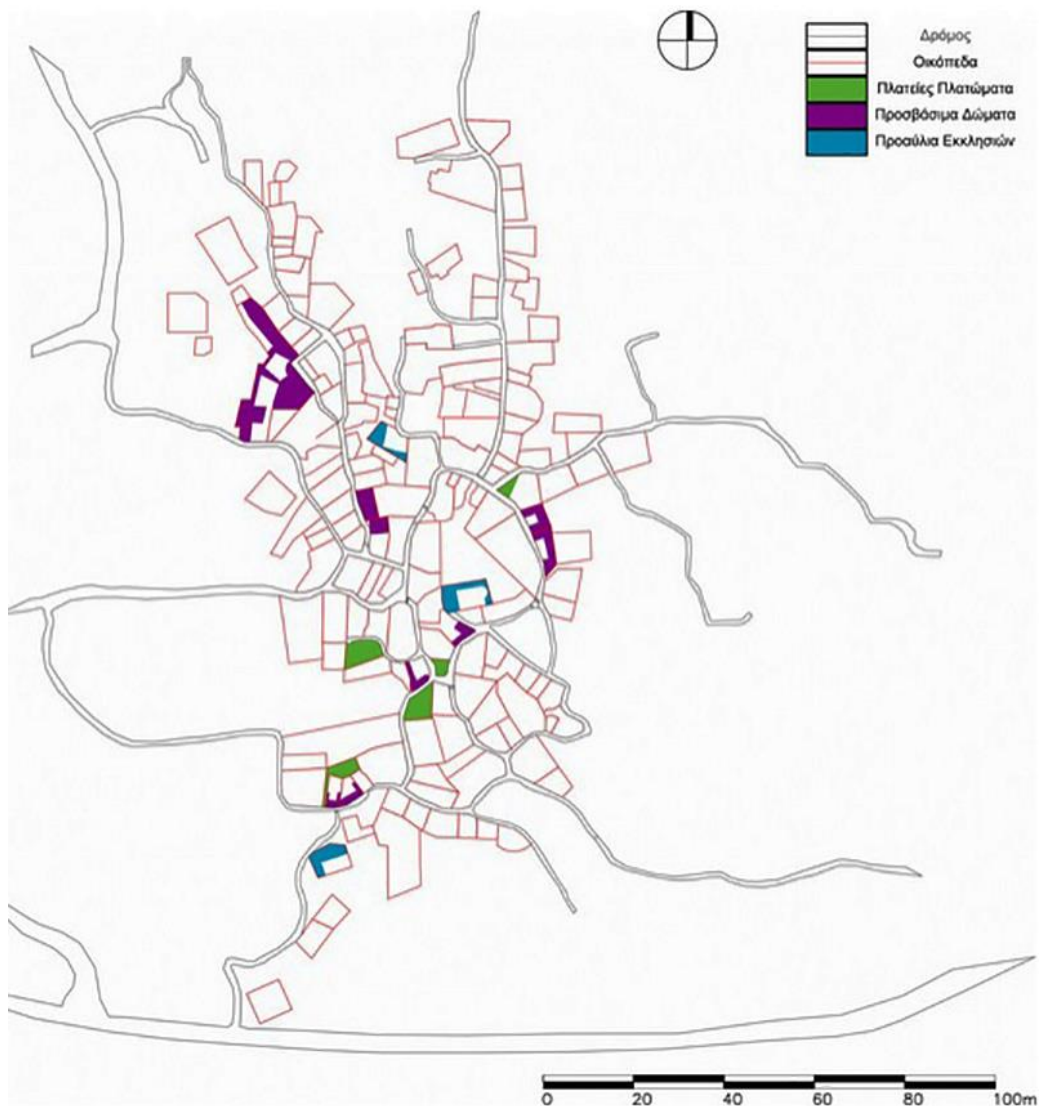 Δρόμος
Οικόπεδα
Πλατείες Πλατώματα
Προσβάσιμα Δώματα
Προαύλια Εκκλησιών
0 20 40 60 80 100m